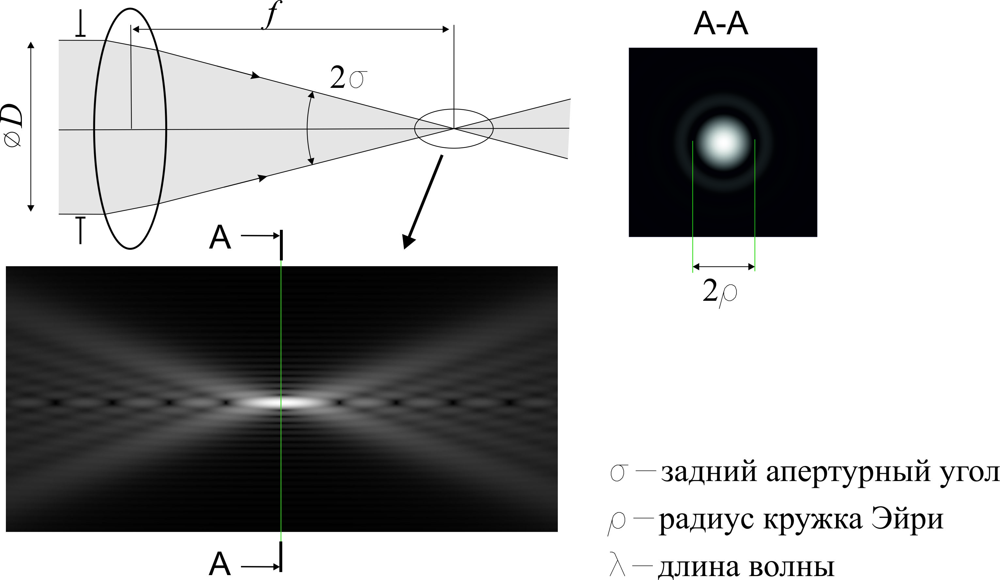 f
A-A
2σ
⌀D
A
2ρ
A
σ — задний апертурный угол
ρ — радиус кружка Эйри
λ — длина волны